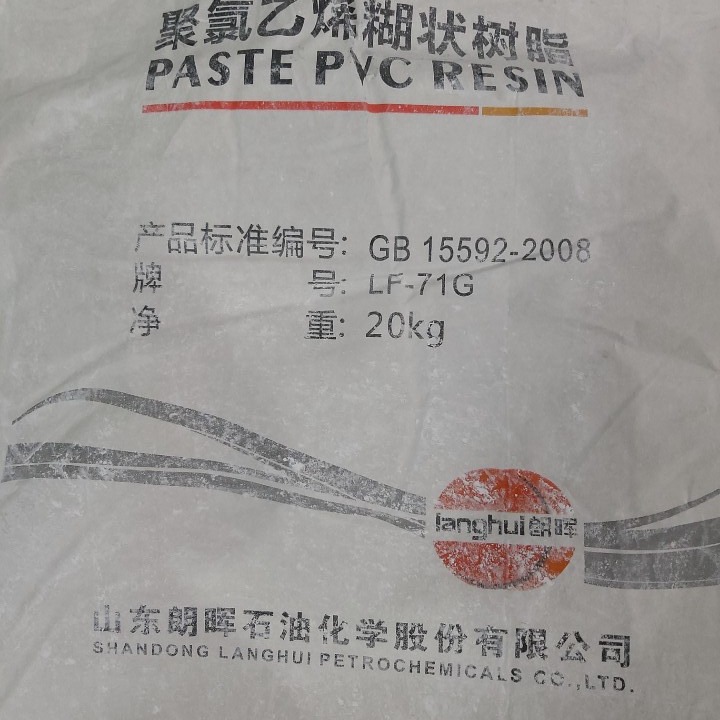 聚氯乙烯糊状树脂
PASTE PVC RESIN
产品标准编号: GB 15592-2008
牌 号: LF-71G
净 重: 20kg
langhui朗晖
山东朗晖石油化学股份有限公司
SHANDONG LANGHUI PETROCHEMICALS CO.,LTD.